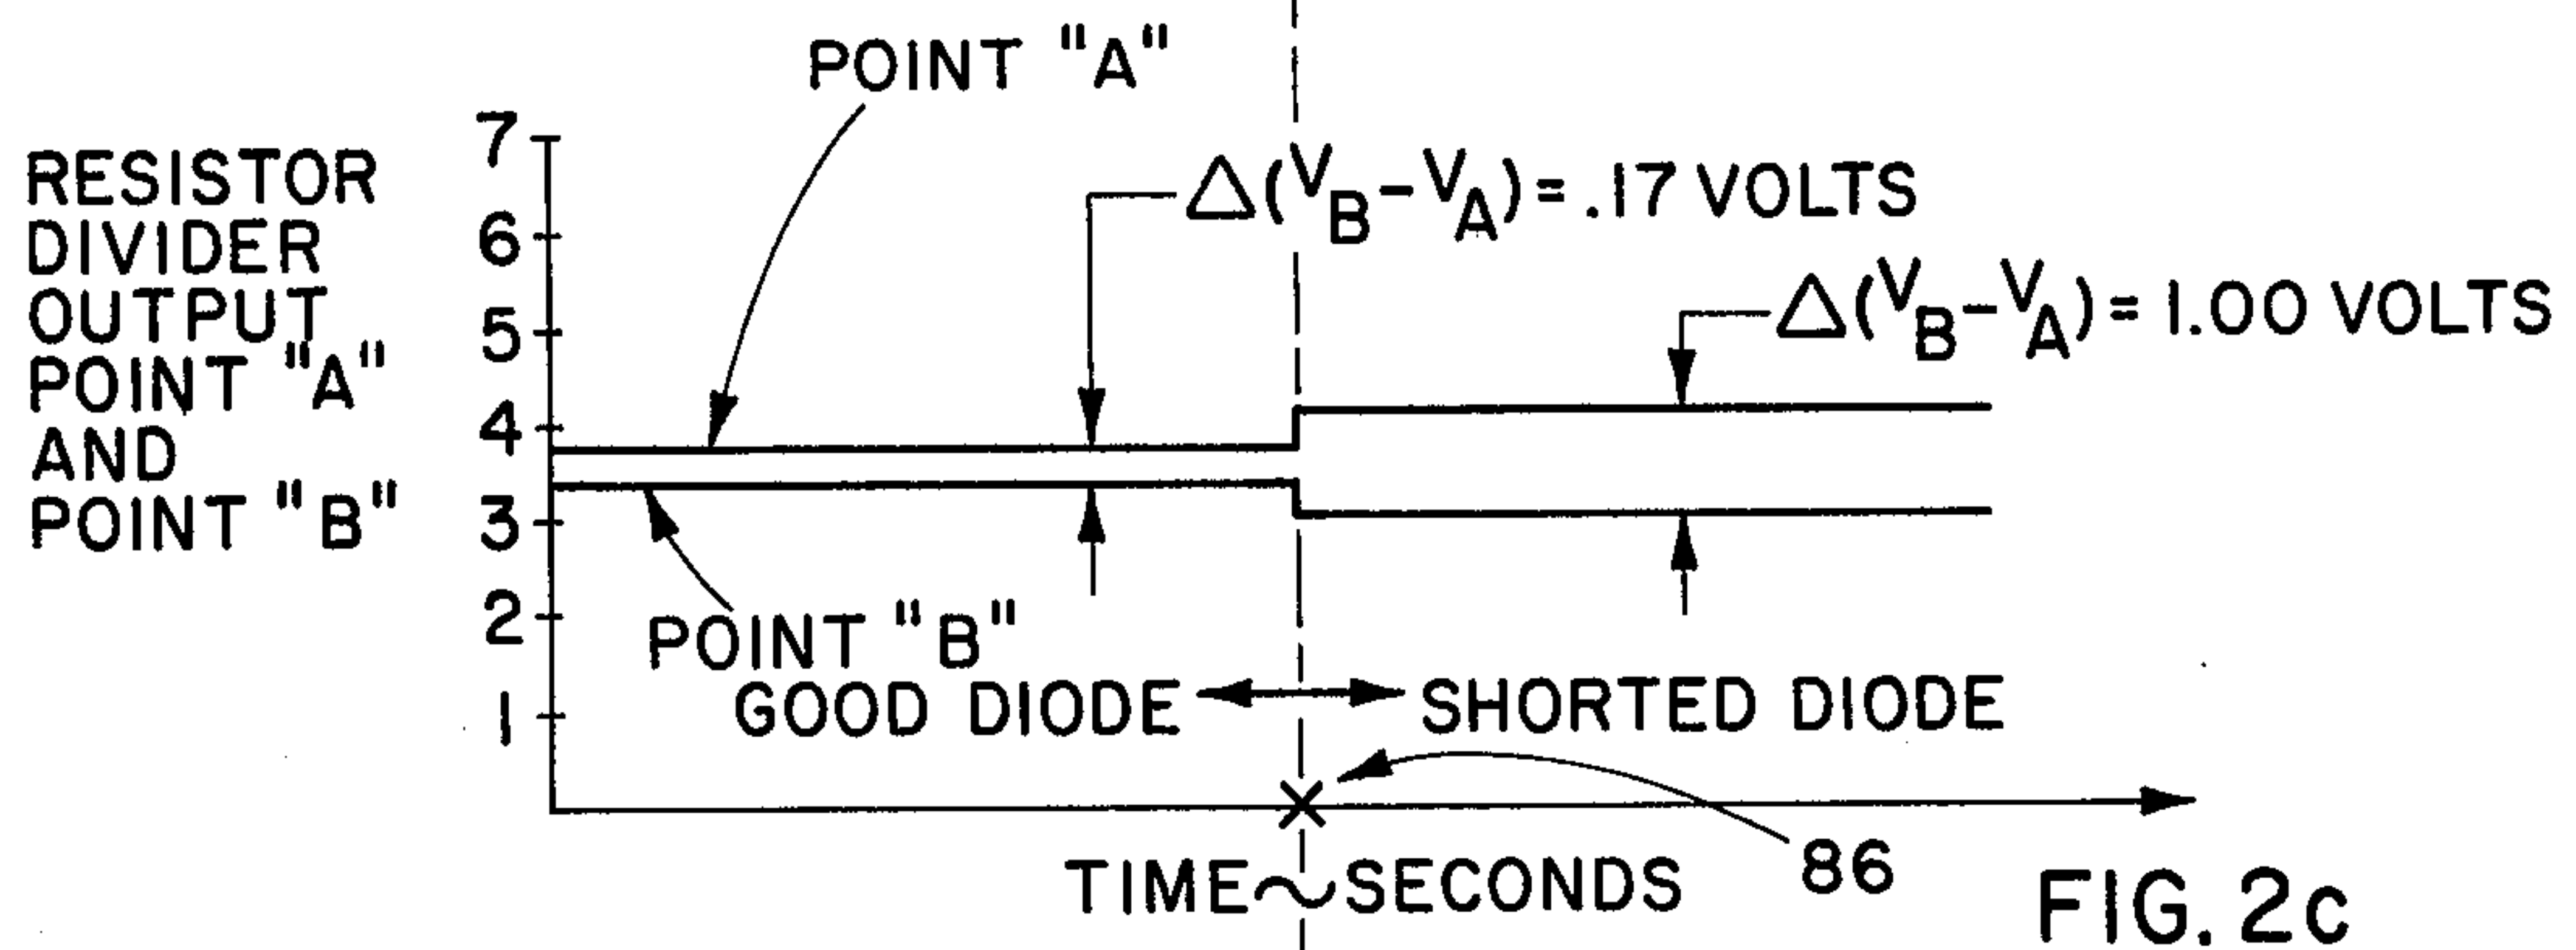 POINT "A"
RESISTOR
DIVIDER
OUTPUT
POINT "A"
AND
POINT "B"
7
6
5
4
3
2
1
Δ(VB-VA)= .17 VOLTS
Δ(VB-VA)= 1.00 VOLTS
POINT "B"
GOOD DIODE
SHORTED DIODE
86
TIME~SECONDS
FIG. 2c